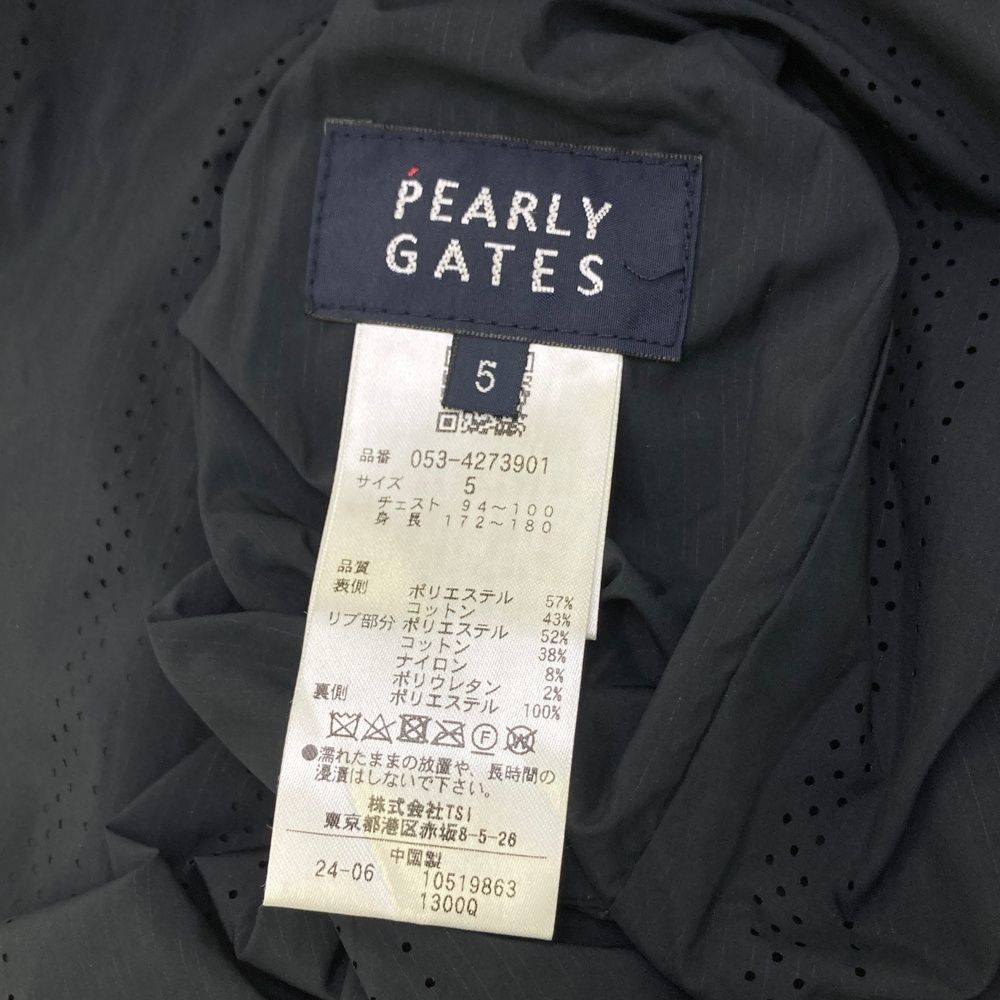 PEARLY
GATES
5
品番 053-4273901
サイズ 5
チェスト 94～100
身長 172～180
品質
表側 ポリエステル 57%
コットン 43%
リブ部分 ポリエステル 52%
コットン 38%
ナイロン 8%
ポリウレタン 2%
裏側 ポリエステル 100%
F W
●濡れたままの放置や、長時間の
浸漬はしないで下さい。
株式会社TSI
東京都港区赤坂8-5-26
中国製
24-06 10519863
1300Q